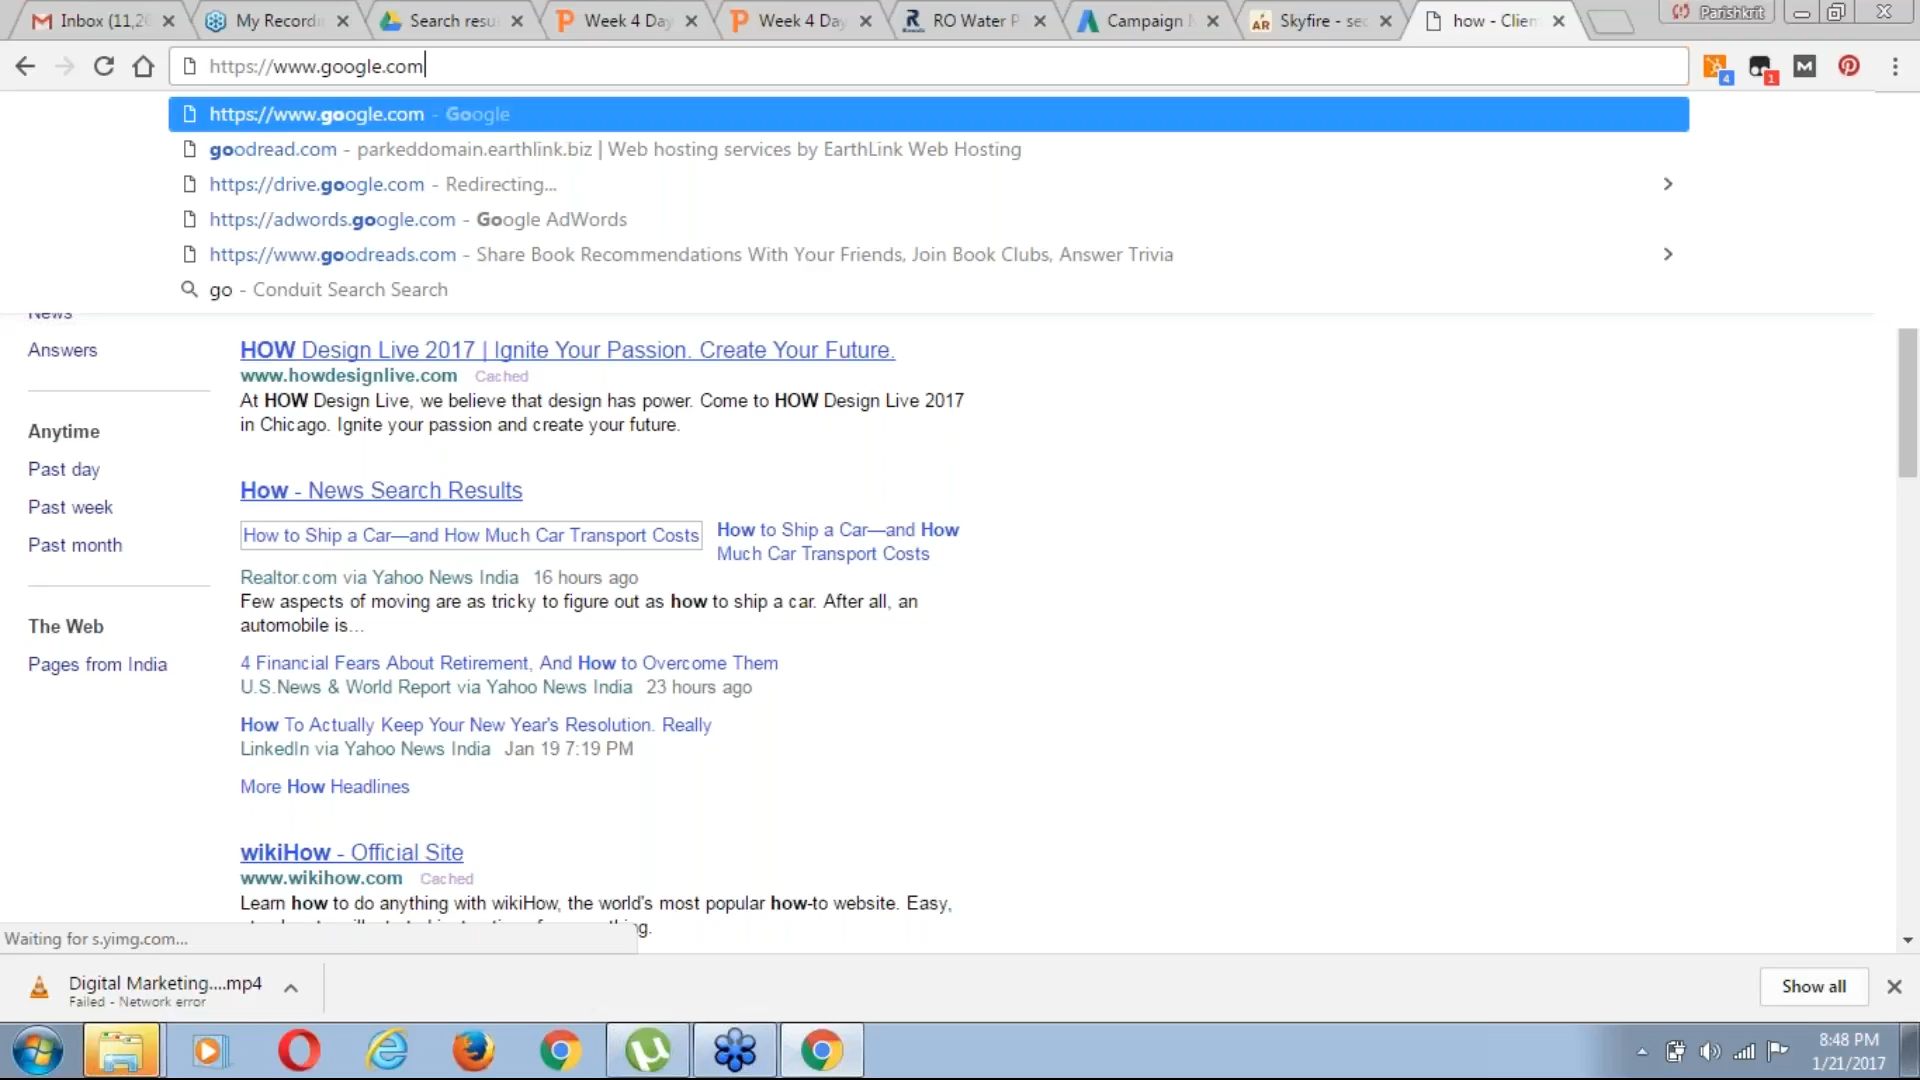 Inbox (11,2
My Recordi
Search resu
Week 4 Day
Week 4 Day
RO Water P
Campaign
Skyfire - sec
how - Clien
Parishkrit
https://www.google.com
4
1
https://www.google.com - Google
goodread.com - parkeddomain.earthlink.biz | Web hosting services by EarthLink Web Hosting
https://drive.google.com - Redirecting...
https://adwords.google.com - Google AdWords
https://www.goodreads.com - Share Book Recommendations With Your Friends, Join Book Clubs, Answer Trivia
go - Conduit Search Search
News
Answers
Anytime
Past day
Past week
Past month
The Web
Pages from India
HOW Design Live 2017 | Ignite Your Passion. Create Your Future.
www.howdesignlive.com Cached
At HOW Design Live, we believe that design has power. Come to HOW Design Live 2017
in Chicago. Ignite your passion and create your future.
How - News Search Results
How to Ship a Car—and How Much Car Transport Costs
How to Ship a Car—and How
Much Car Transport Costs
Realtor.com via Yahoo News India 16 hours ago
Few aspects of moving are as tricky to figure out as how to ship a car. After all, an
automobile is...
4 Financial Fears About Retirement, And How to Overcome Them
U.S.News & World Report via Yahoo News India 23 hours ago
How To Actually Keep Your New Year's Resolution. Really
LinkedIn via Yahoo News India Jan 19 7:19 PM
More How Headlines
wikiHow - Official Site
www.wikihow.com Cached
Learn how to do anything with wikiHow, the world's most popular how-to website. Easy,
Waiting for s.yimg.com...
Digital Marketing....mp4
Failed - Network error
Show all
8:48 PM
1/21/2017